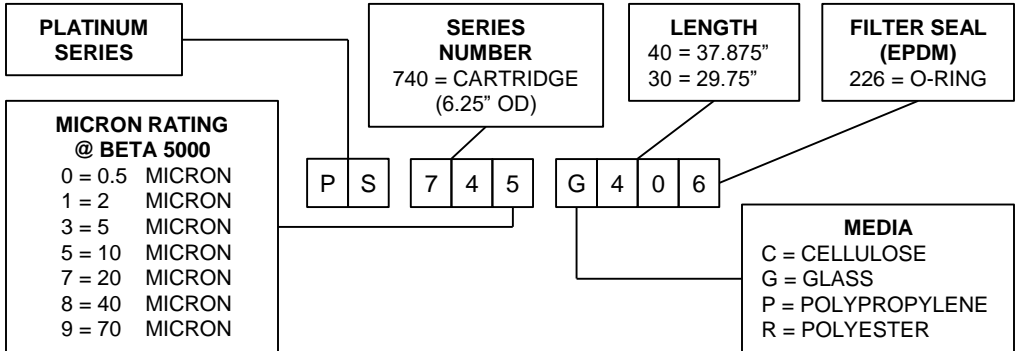 PLATINUM
SERIES
SERIES
NUMBER
740 = CARTRIDGE
(6.25” OD)
LENGTH
40 = 37.875”
30 = 29.75”
FILTER SEAL
(EPDM)
226 = O-RING
MICRON RATING
@ BETA 5000
0 = 0.5 MICRON
1 = 2 MICRON
3 = 5 MICRON
5 = 10 MICRON
7 = 20 MICRON
8 = 40 MICRON
9 = 70 MICRON
P S 7 4 5 G 4 0 6
MEDIA
C = CELLULOSE
G = GLASS
P = POLYPROPYLENE
R = POLYESTER